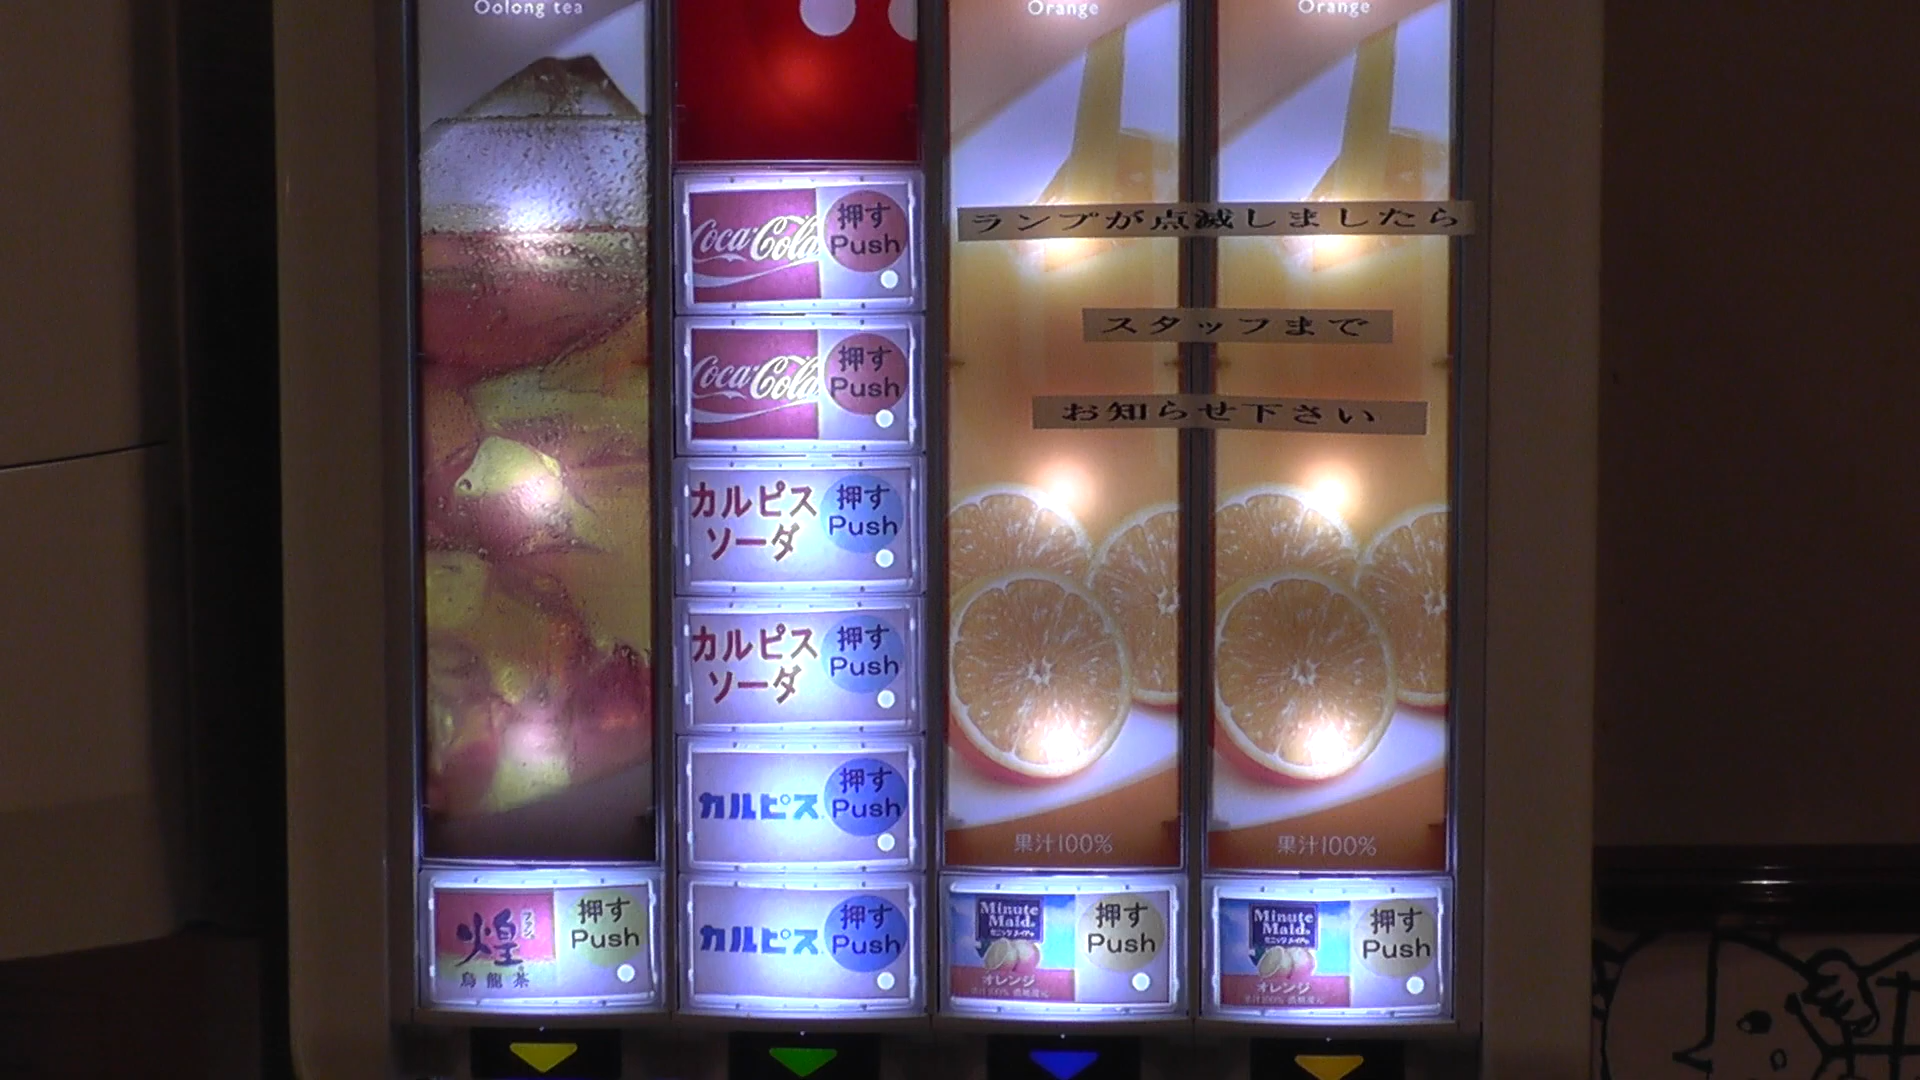 Oolong tea
Orange
Orange
Coca-Cola
押す
Push
ランプが点滅しましたら
Coca-Cola
押す
Push
スタッフまで
お知らせ下さい
カルピス
ソーダ
押す
Push
カルピス
ソーダ
押す
Push
カルピス
押す
Push
果汁100%
果汁100%
煌
ファン
烏龍茶
押す
Push
カルピス
押す
Push
Minute
Maid
オレンジ
押す
Push
Minute
Maid
オレンジ
押す
Push